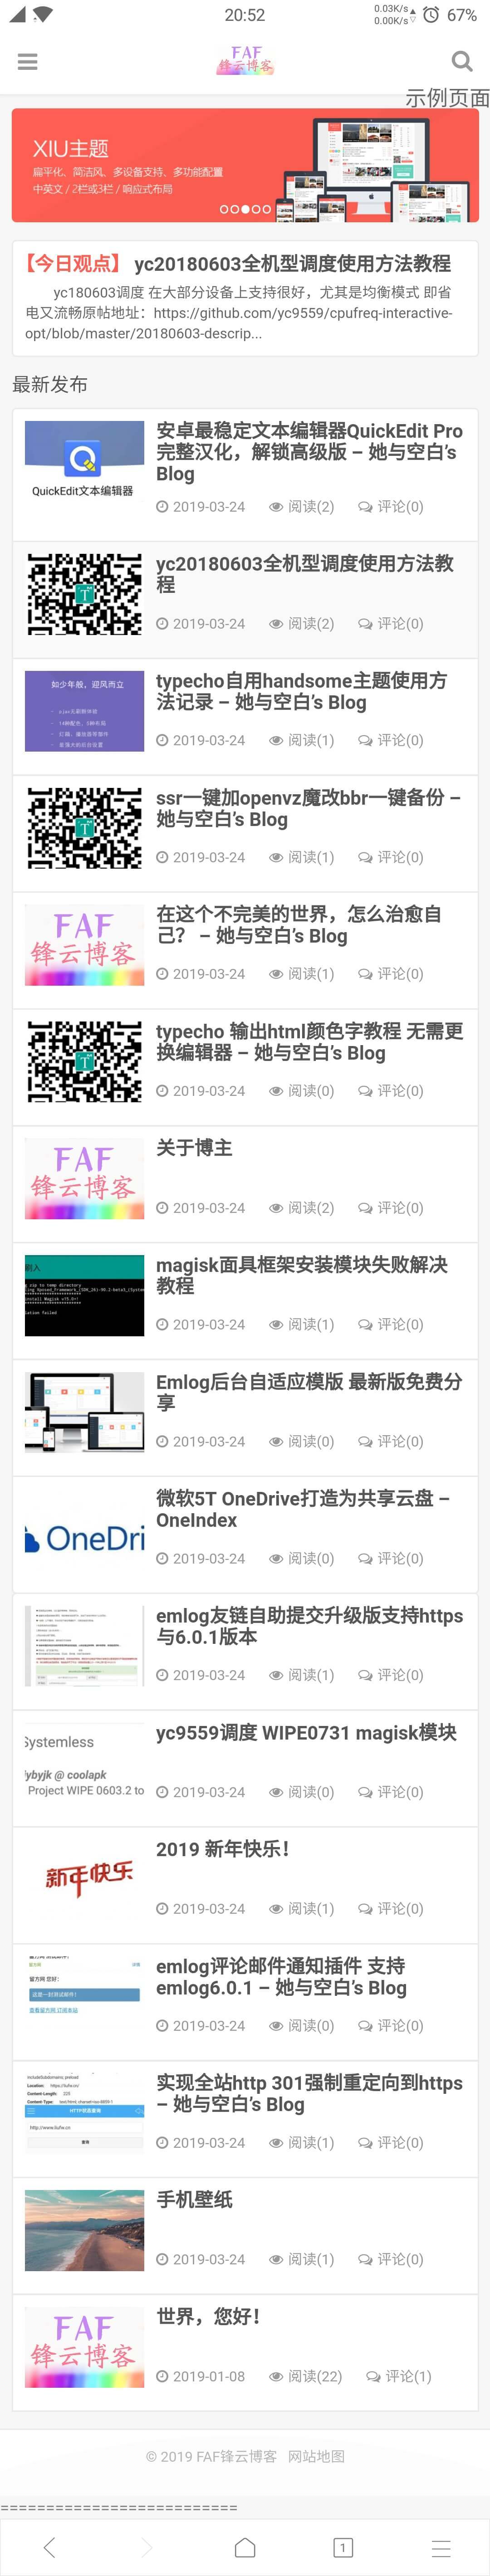 20:52
0.03K/s
0.00K/s
67%
FAF
锋云博客
示例页面
XIU主题
扁平化、简洁风、多设备支持、多功能配置
中英文 / 2栏或3栏 / 响应式布局
【今日观点】 yc20180603全机型调度使用方法教程
yc180603调度 在大部分设备上支持很好，尤其是均衡模式 即省
电又流畅原帖地址：https://github.com/yc9559/cpufreq-interactive-
opt/blob/master/20180603-descrip...
最新发布
QuickEdit文本编辑器
安卓最稳定文本编辑器QuickEdit Pro
完整汉化，解锁高级版 – 她与空白’s
Blog
2019-03-24 阅读(2) 评论(0)
yc20180603全机型调度使用方法教
程
2019-03-24 阅读(2) 评论(0)
如少年般，迎风而立
typecho自用handsome主题使用方
法记录 – 她与空白’s Blog
2019-03-24 阅读(1) 评论(0)
ssr一键加openvz魔改bbr一键备份 –
她与空白’s Blog
2019-03-24 阅读(1) 评论(0)
FAF
锋云博客
在这个不完美的世界，怎么治愈自
己？ – 她与空白’s Blog
2019-03-24 阅读(1) 评论(0)
typecho 输出html颜色字教程 无需更
换编辑器 – 她与空白’s Blog
2019-03-24 阅读(0) 评论(0)
FAF
锋云博客
关于博主
2019-03-24 阅读(2) 评论(0)
magisk面具框架安装模块失败解决
教程
2019-03-24 阅读(1) 评论(0)
Emlog后台自适应模版 最新版免费分
享
2019-03-24 阅读(0) 评论(0)
OneDri
微软5T OneDrive打造为共享云盘 –
OneIndex
2019-03-24 阅读(0) 评论(0)
emlog友链自助提交升级版支持https
与6.0.1版本
2019-03-24 阅读(1) 评论(0)
Systemless
ybyjk @ coolapk
Project WIPE 0603.2 to
yc9559调度 WIPE0731 magisk模块
2019-03-24 阅读(0) 评论(0)
新年快乐
2019 新年快乐！
2019-03-24 阅读(1) 评论(0)
emlog评论邮件通知插件 支持
emlog6.0.1 – 她与空白’s Blog
2019-03-24 阅读(0) 评论(0)
实现全站http 301强制重定向到https
– 她与空白’s Blog
2019-03-24 阅读(1) 评论(0)
手机壁纸
2019-03-24 阅读(1) 评论(0)
FAF
锋云博客
世界，您好！
2019-01-08 阅读(22) 评论(1)
© 2019 FAF锋云博客 网站地图
==========================
1